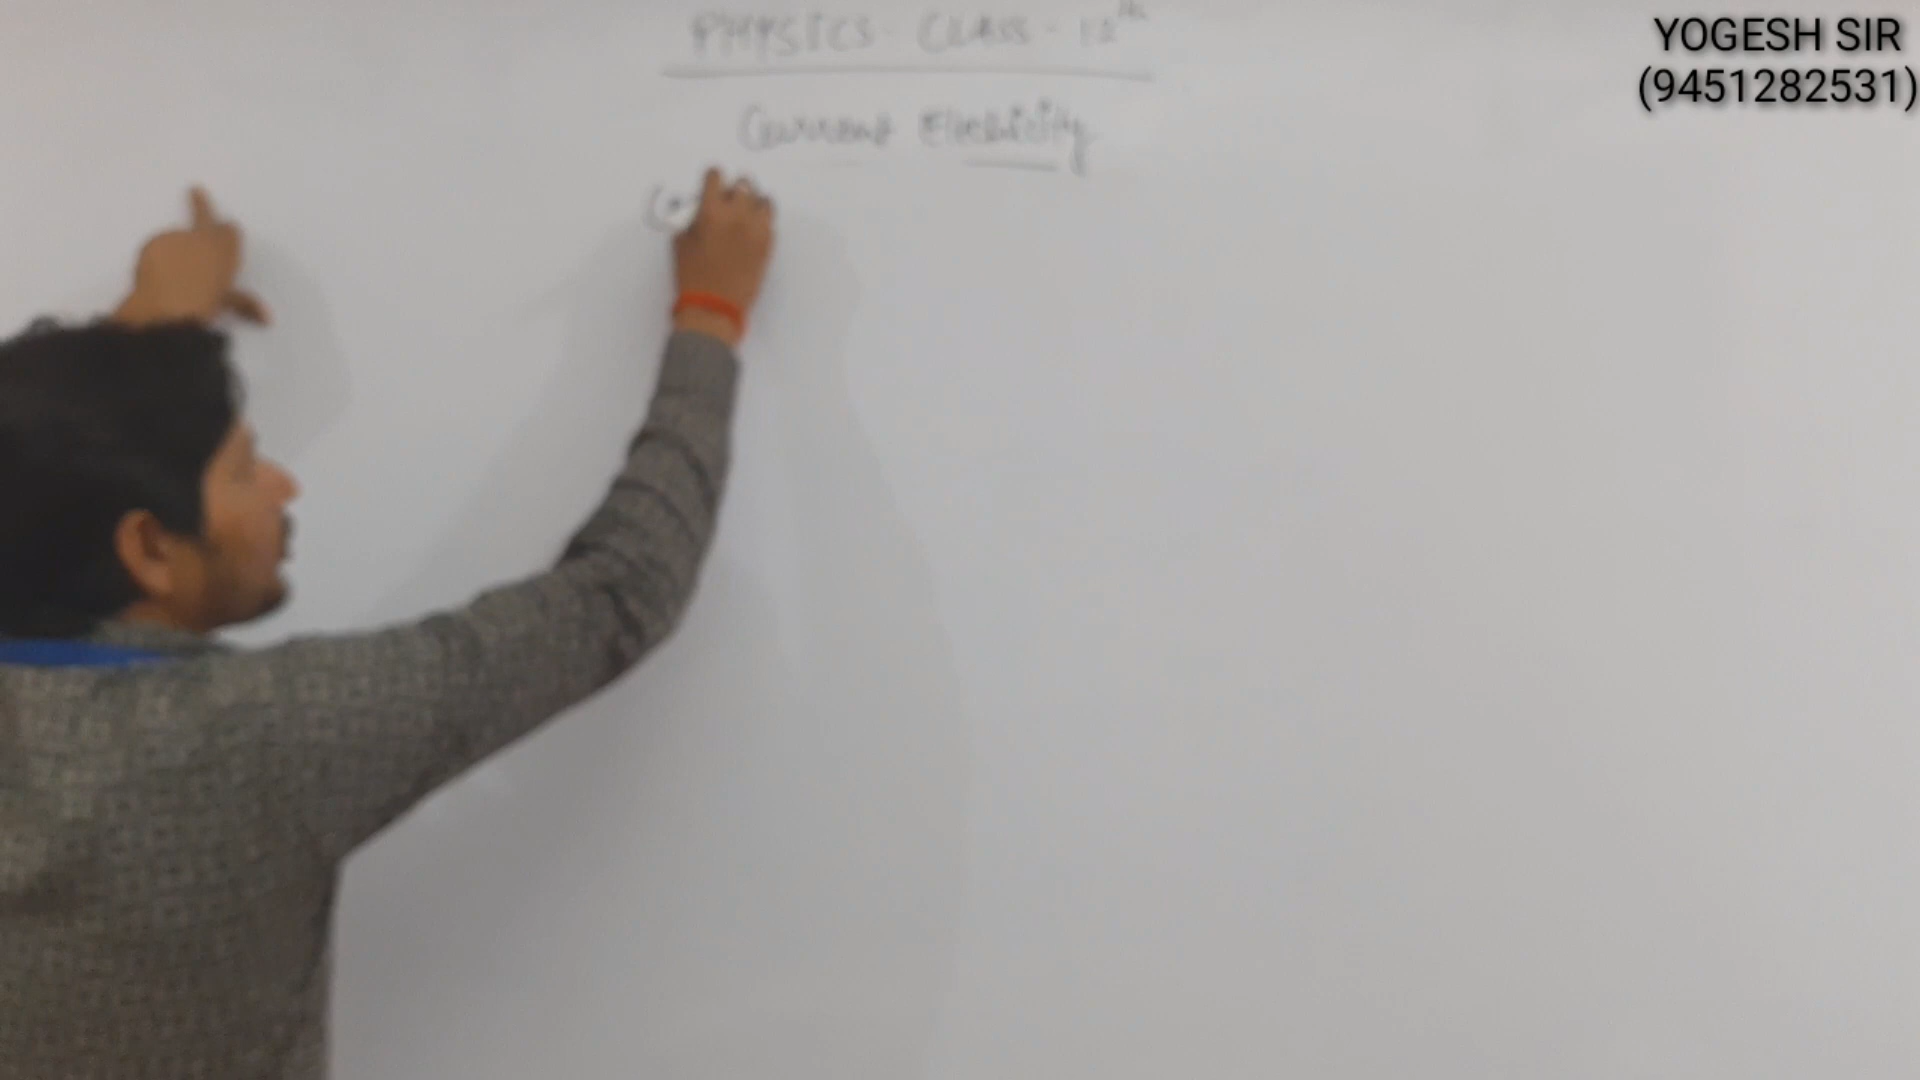 PHYSICS - CLASS - 12th
YOGESH SIR
(9451282531)
Current Electricity